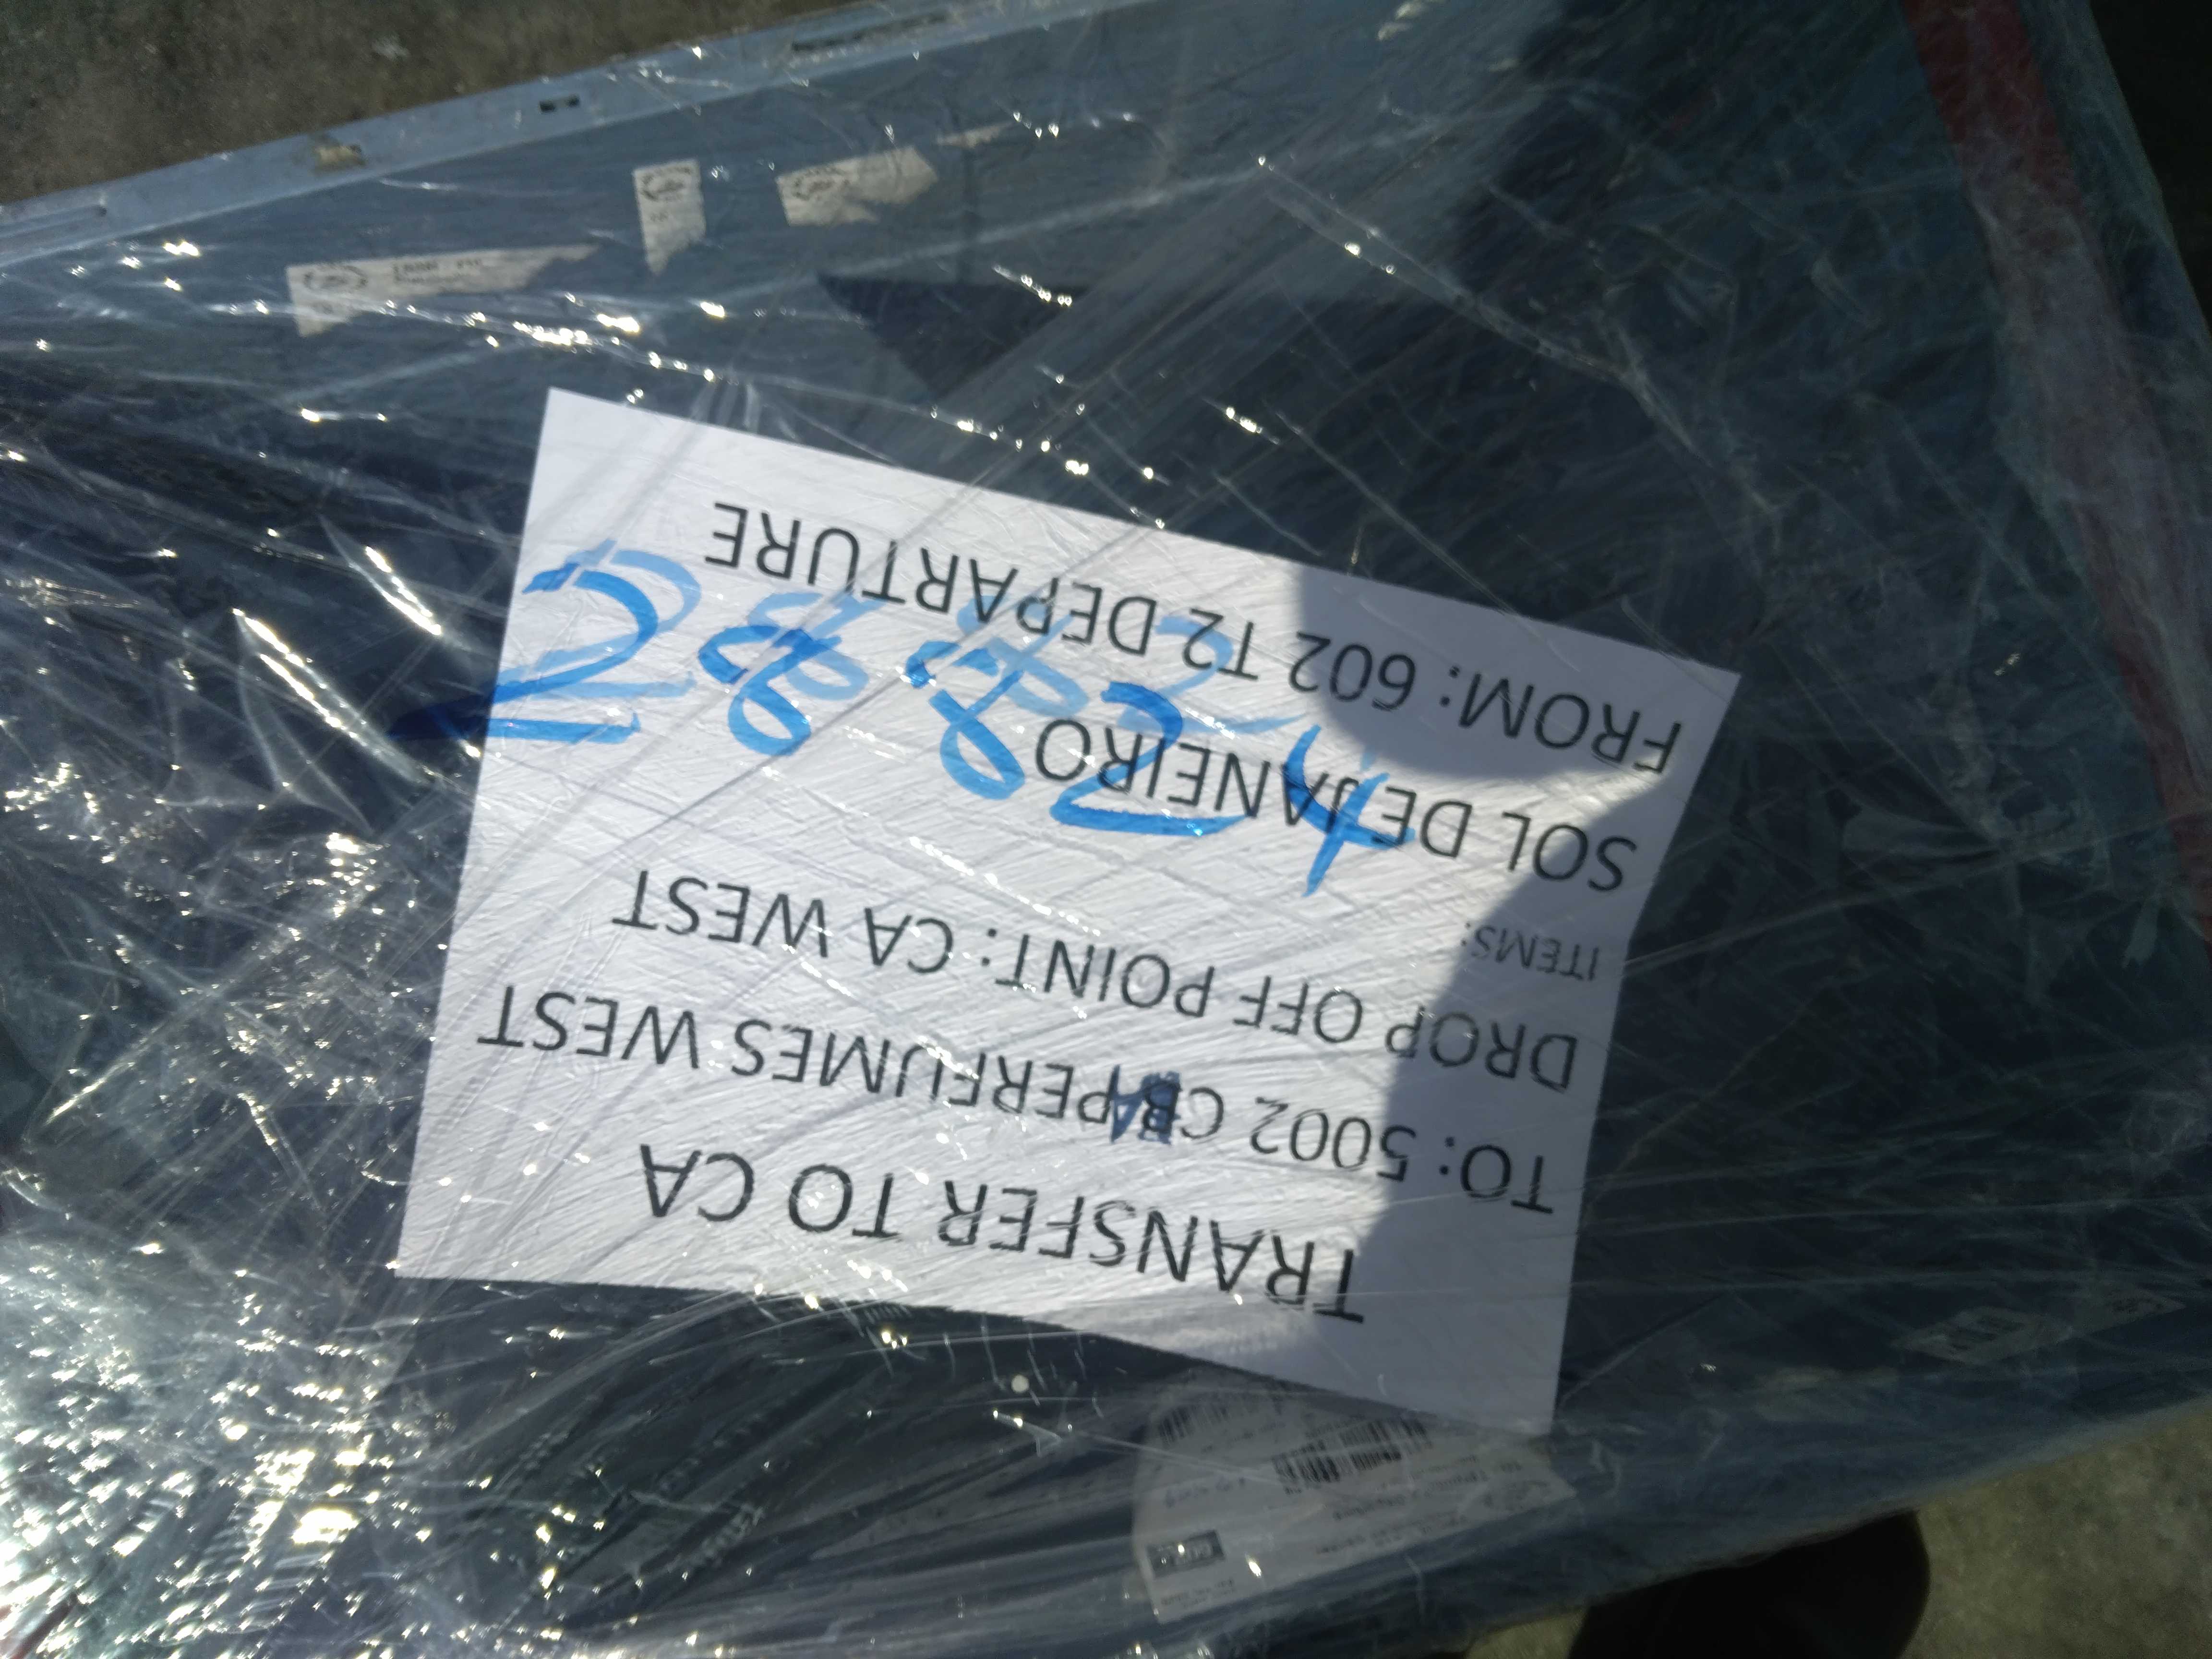 TRANSFER TO CA
TO: 5002 CA PERFUMES WEST
DROP OFF POINT: CA WEST
ITEMS:
SOL DE JANEIRO
28824
FROM: 602 T2 DEPARTURE